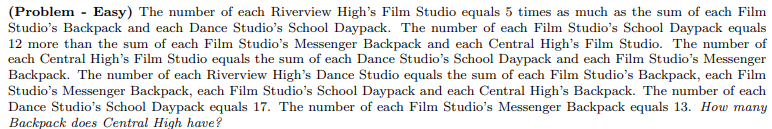 (Problem - Easy) The number of each Riverview High's Film Studio equals 5 times as much as the sum of each Film
Studio's Backpack and each Dance Studio's School Daypack. The number of each Film Studio's School Daypack equals
12 more than the sum of each Film Studio's Messenger Backpack and each Central High's Film Studio. The number of
each Central High's Film Studio equals the sum of each Dance Studio's School Daypack and each Film Studio's Messenger
Backpack. The number of each Riverview High's Dance Studio equals the sum of each Film Studio's Backpack, each Film
Studio's Messenger Backpack, each Film Studio's School Daypack and each Central High's Backpack. The number of each
Dance Studio's School Daypack equals 17. The number of each Film Studio's Messenger Backpack equals 13. How many
Backpack does Central High have?